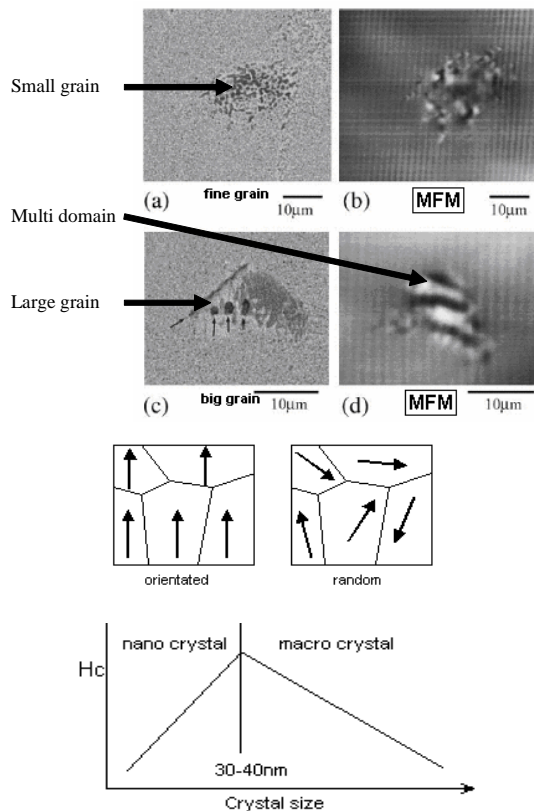 Small grain
(a) fine grain 10μm (b) MFM
Multi domain
Large grain
(c) big grain 10μm (d) MFM 10μm
orientated random
nano crystal macro crystal
Hc
30-40nm
Crystal size